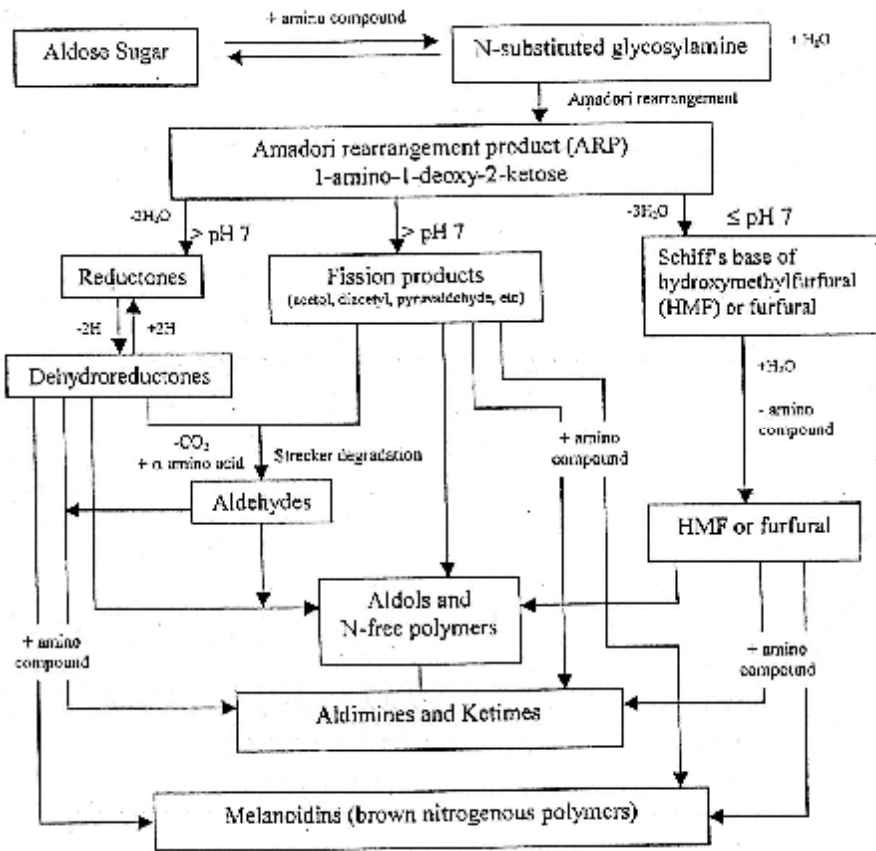 + amino compound
Aldose Sugar
N-substituted glycosylamine
+ H₂O
Amadori rearrangement
Amadori rearrangement product (ARP)
1-amino-1-deoxy-2-ketose
-2H₂O
> pH 7
> pH 7
-3H₂O
≤ pH 7
Reductones
Fission products
(acetol, diacetyl, pyruvaldehyde, etc)
Schiff's base of
hydroxymethylfurfural
(HMF) or furfural
-2H
+2H
Dehydroreductones
+H₂O
- amino
compound
-CO₂
+ α amino acid
Strecker degradation
+ amino
compound
Aldehydes
HMF or furfural
Aldols and
N-free polymers
+ amino
compound
+ amino
compound
Aldimines and Ketimes
Melanoidins (brown nitrogenous polymers)